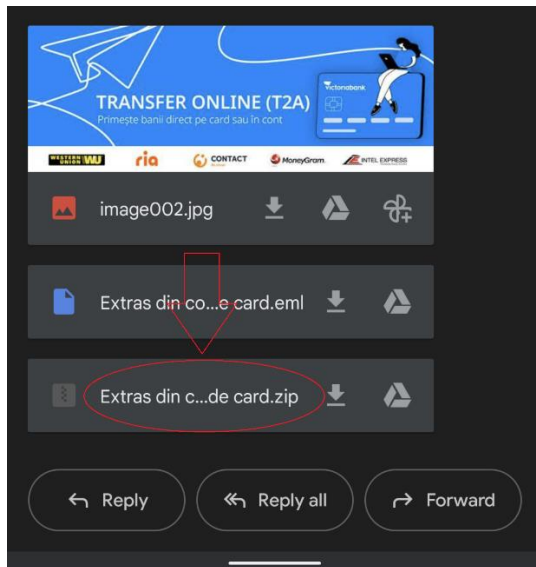 Victoriabank
TRANSFER ONLINE (T2A)
Primește banii direct pe card sau în cont
WESTERN UNION WU
ria
CONTACT
MoneyGram.
INTEL EXPRESS
image002.jpg
Extras din co...e card.eml
Extras din c...de card.zip
Reply
Reply all
Forward